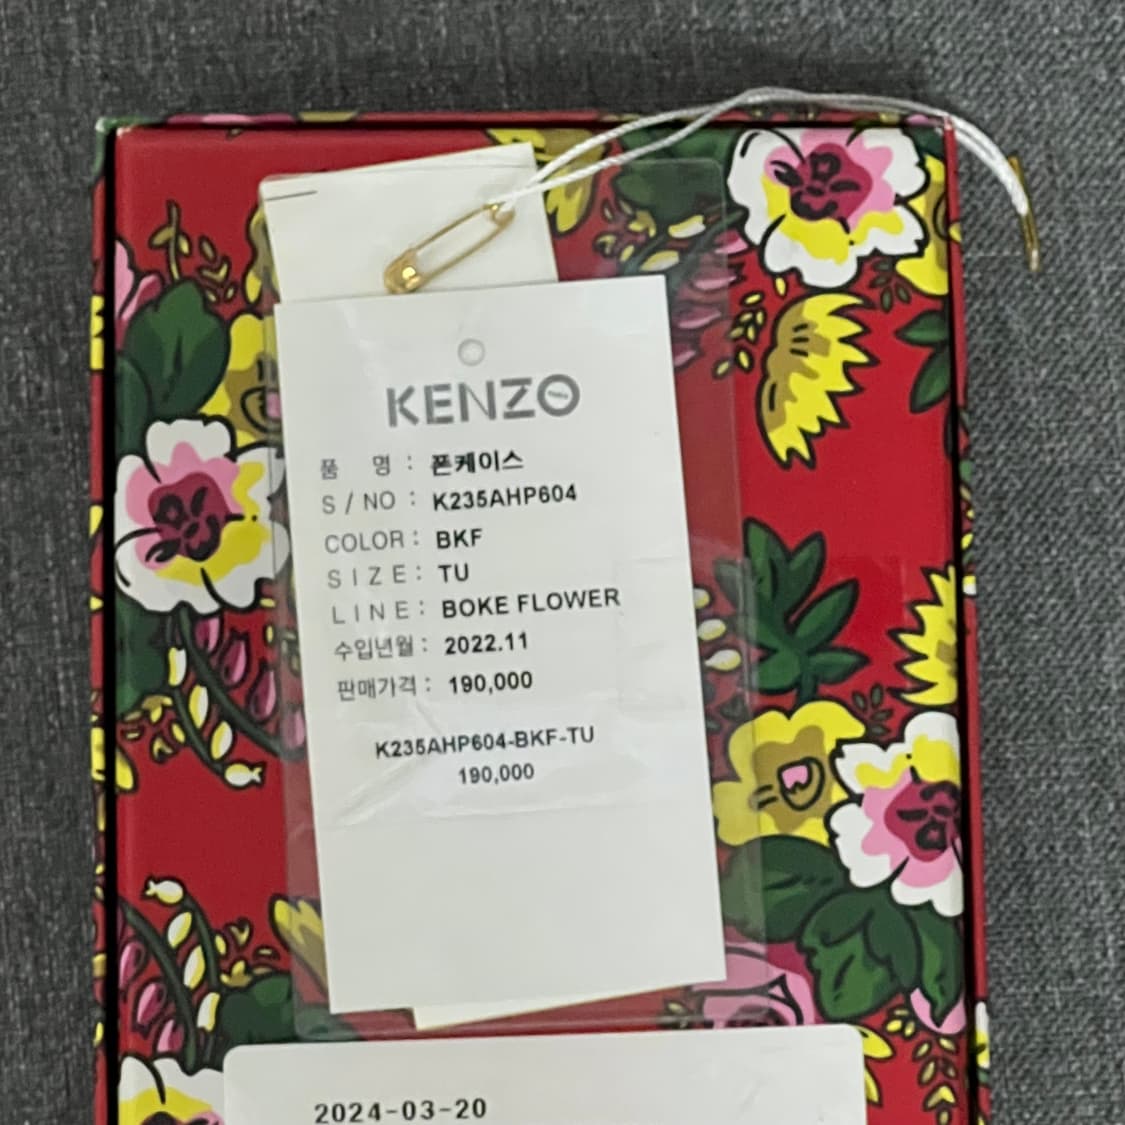 KENZO
품 명 : 폰케이스
S / NO : K235AHP604
COLOR : BKF
SIZE : TU
LINE : BOKE FLOWER
수입년월 : 2022.11
판매가격 : 190,000
K235AHP604-BKF-TU
190,000
2024-03-20